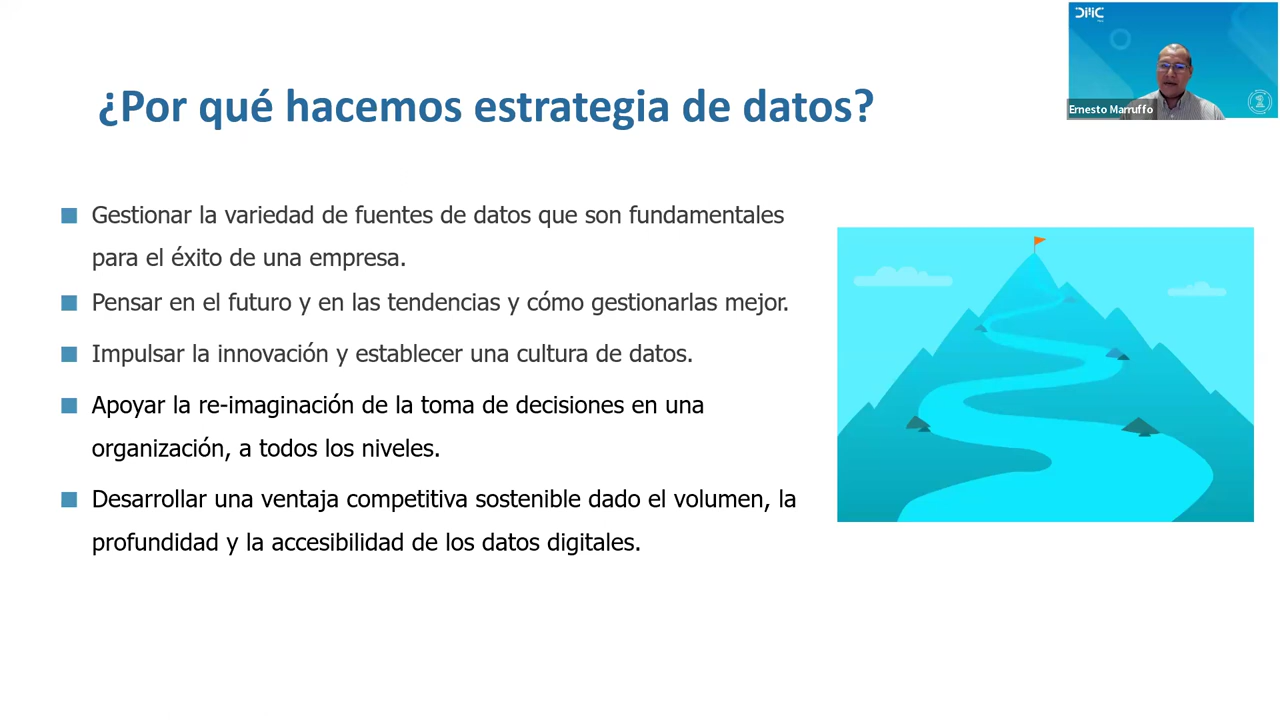 DMC
Ernesto Marruffo
¿Por qué hacemos estrategia de datos?
Gestionar la variedad de fuentes de datos que son fundamentales
para el éxito de una empresa.
Pensar en el futuro y en las tendencias y cómo gestionarlas mejor.
Impulsar la innovación y establecer una cultura de datos.
Apoyar la re-imaginación de la toma de decisiones en una
organización, a todos los niveles.
Desarrollar una ventaja competitiva sostenible dado el volumen, la
profundidad y la accesibilidad de los datos digitales.